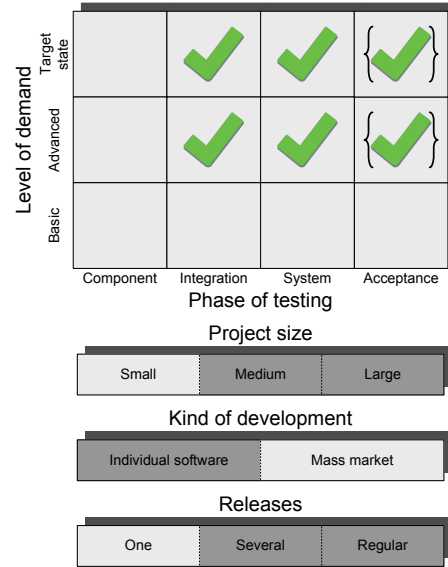 Level of demand
Target
state
Advanced
Basic
Component Integration System Acceptance
Phase of testing
Project size
Small Medium Large
Kind of development
Individual software Mass market
Releases
One Several Regular